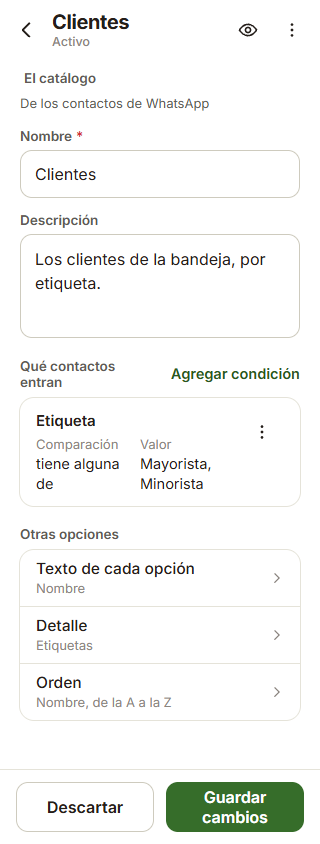 Clientes
Activo
El catálogo
De los contactos de WhatsApp
Nombre *
Clientes
Descripción
Los clientes de la bandeja, por
etiqueta.
Qué contactos
entran
Agregar condición
Etiqueta
Comparación
Valor
tiene alguna
de
Mayorista,
Minorista
Otras opciones
Texto de cada opción
Nombre
Detalle
Etiquetas
Orden
Nombre, de la A a la Z
Descartar
Guardar
cambios